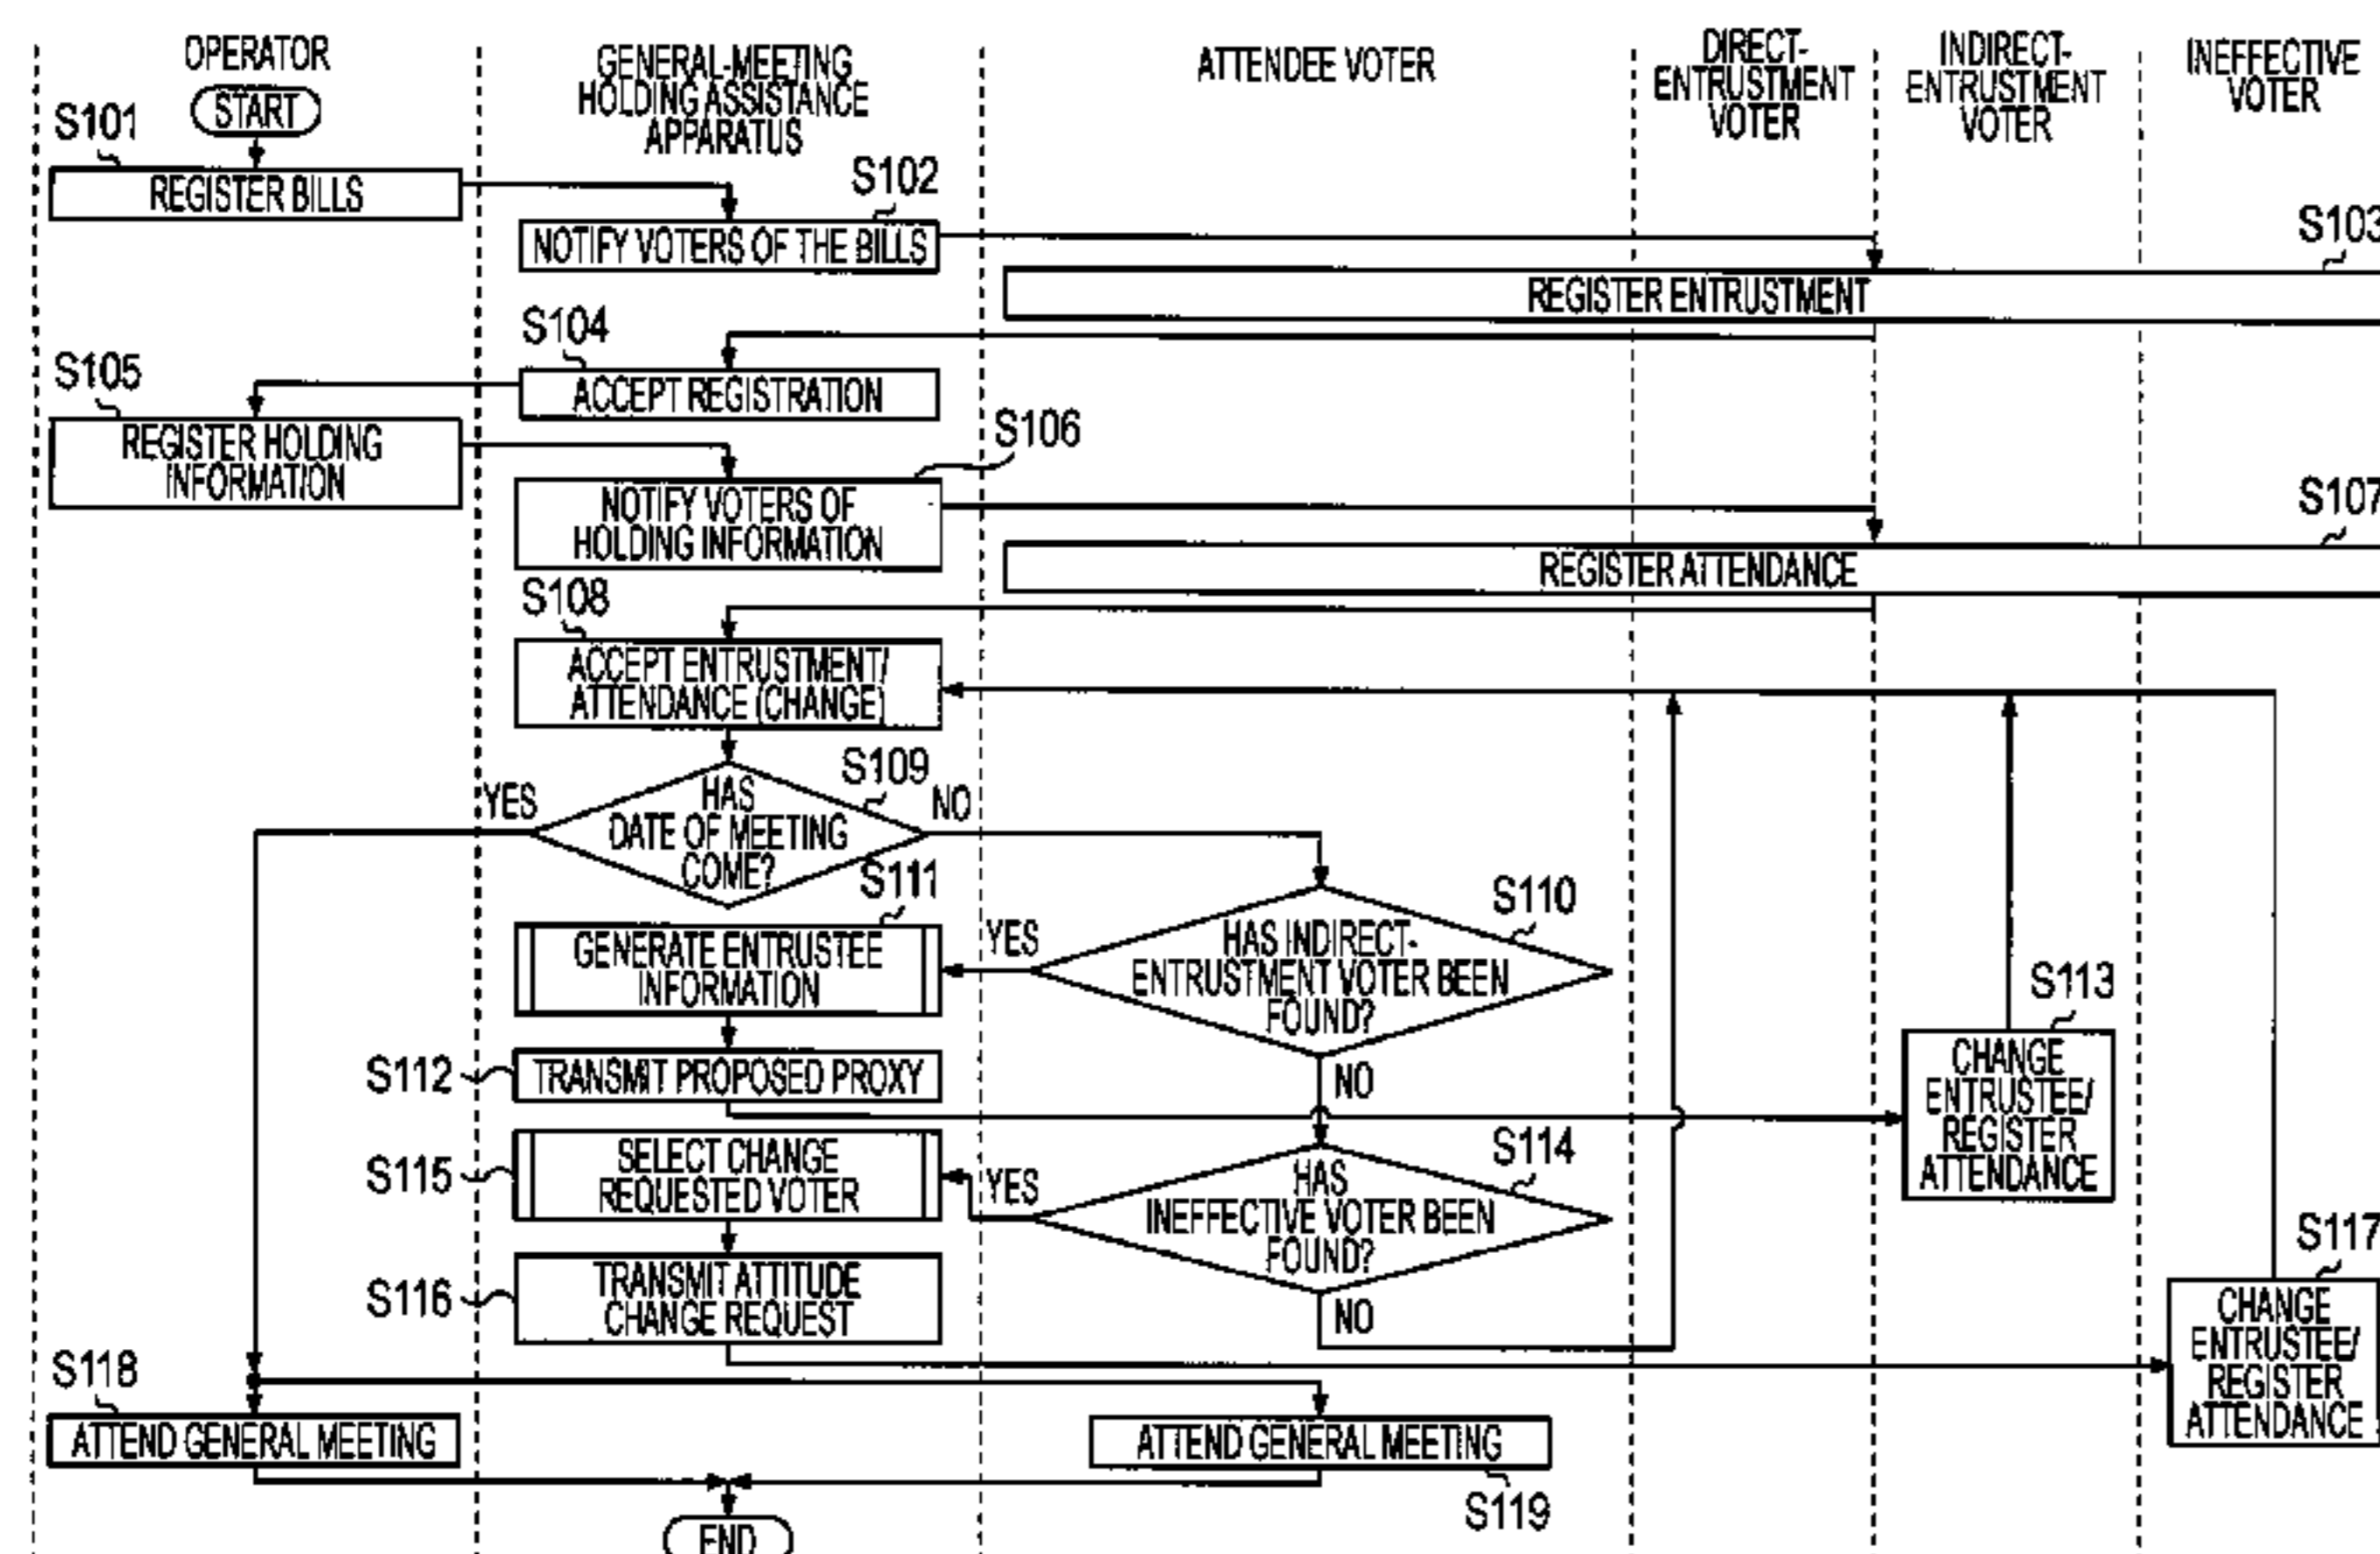 OPERATOR
GENERAL-MEETING
HOLDING ASSISTANCE
APPARATUS
ATTENDEE VOTER
DIRECT-
ENTRUSTMENT
VOTER
INDIRECT-
ENTRUSTMENT
VOTER
INEFFECTIVE
VOTER
START
S101
REGISTER BILLS
S102
NOTIFY VOTERS OF THE BILLS
S103
REGISTER ENTRUSTMENT
S104
ACCEPT REGISTRATION
S105
REGISTER HOLDING
INFORMATION
S106
NOTIFY VOTERS OF
HOLDING INFORMATION
S107
REGISTER ATTENDANCE
S108
ACCEPT ENTRUSTMENT/
ATTENDANCE (CHANGE)
S109
YES
HAS
DATE OF MEETING
COME?
NO
S110
HAS INDIRECT-
ENTRUSTMENT VOTER BEEN
FOUND?
YES
NO
S111
GENERATE ENTRUSTEE
INFORMATION
S112
TRANSMIT PROPOSED PROXY
S113
CHANGE
ENTRUSTEE/
REGISTER
ATTENDANCE
S114
HAS
INEFFECTIVE VOTER BEEN
FOUND?
YES
NO
S115
SELECT CHANGE
REQUESTED VOTER
S116
TRANSMIT ATTITUDE
CHANGE REQUEST
S117
CHANGE
ENTRUSTEE/
REGISTER
ATTENDANCE
S118
ATTEND GENERAL MEETING
ATTEND GENERAL MEETING
S119
END